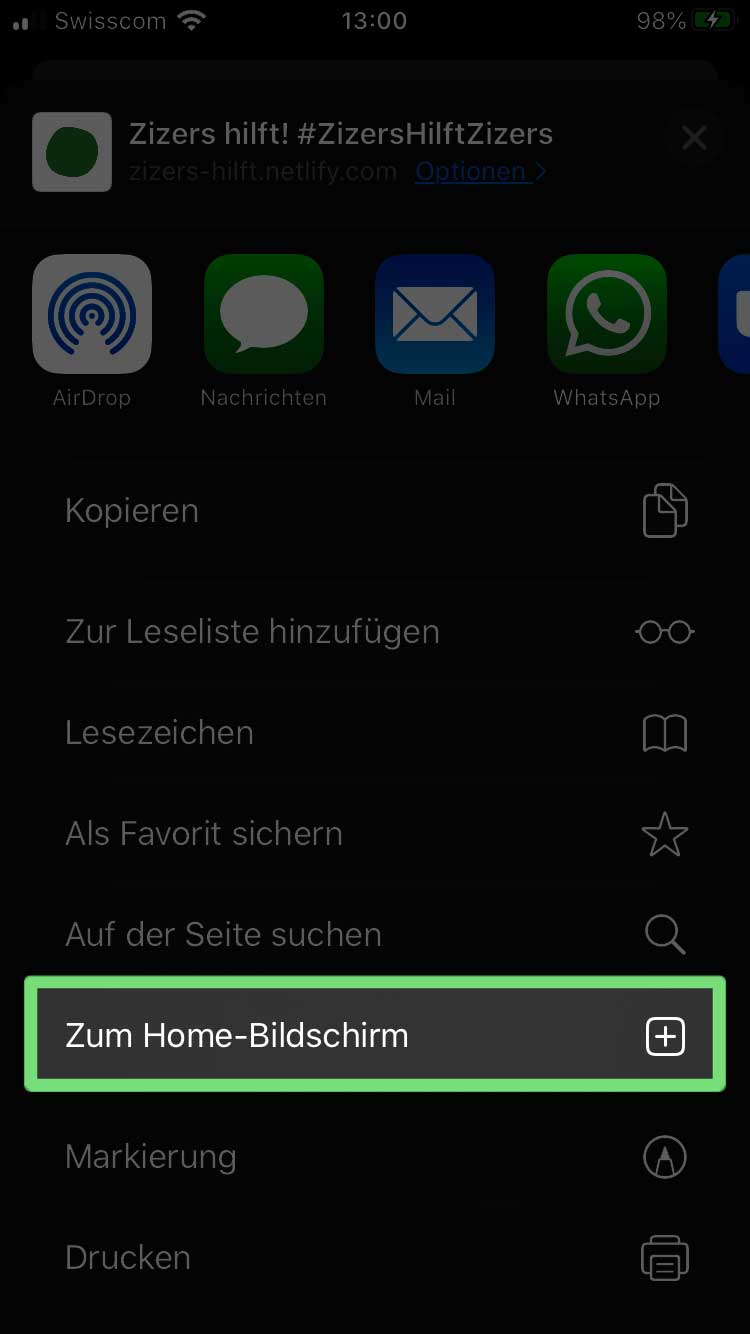 Swisscom 13:00 98%
Zizers hilft! #ZizersHilftZizers
zizers-hilft.netlify.com Optionen >
AirDrop Nachrichten Mail WhatsApp
Kopieren
Zur Leseliste hinzufügen
Lesezeichen
Als Favorit sichern
Auf der Seite suchen
Zum Home-Bildschirm
Markierung
Drucken